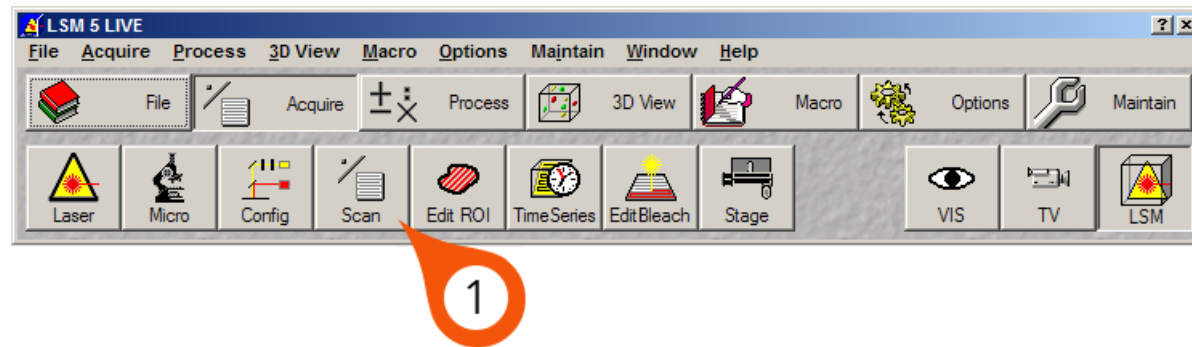 LSM 5 LIVE
File Acquire Process 3D View Macro Options Maintain Window Help
File Acquire Process 3D View Macro Options Maintain
Laser Micro Config Scan Edit ROI TimeSeries EditBleach Stage VIS TV LSM
1